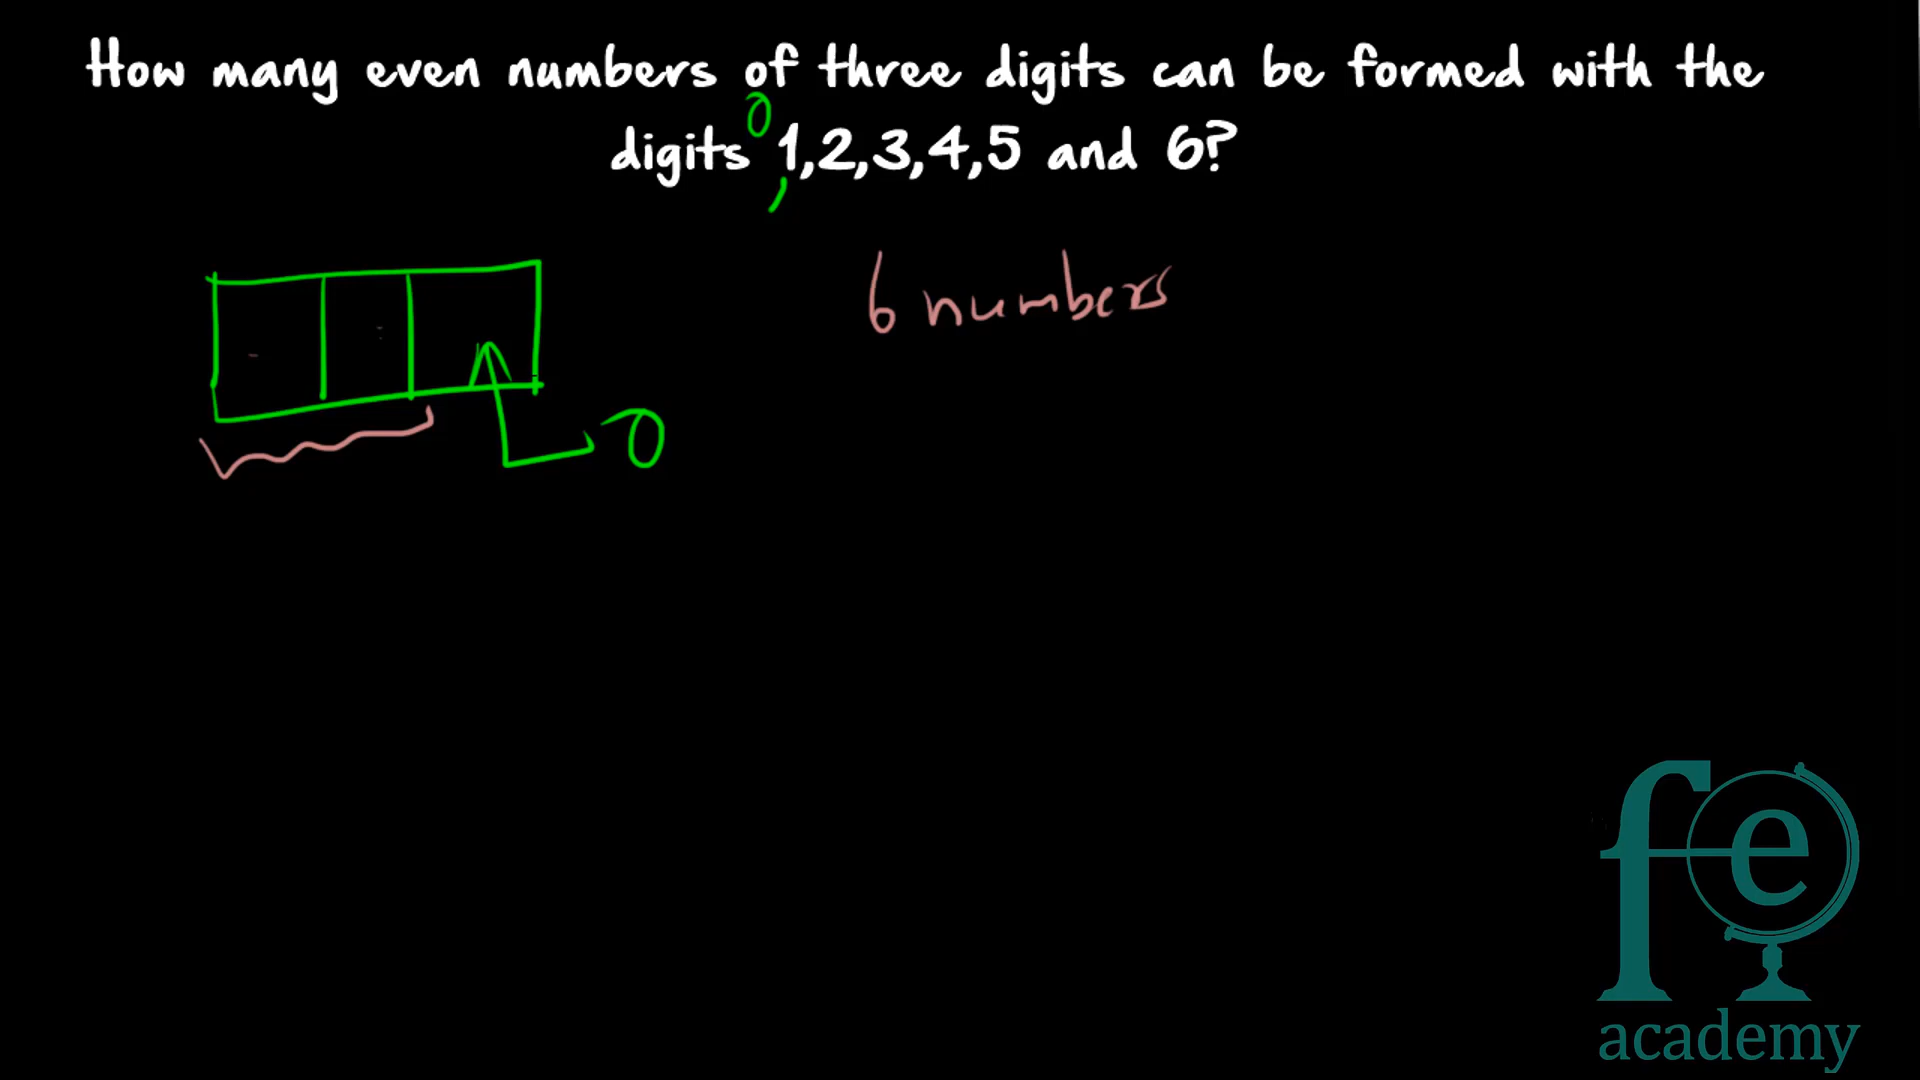 How many even numbers of three digits can be formed with the
0
digits 1,2,3,4,5 and 6?
,
6 numbers
0
fe
academy